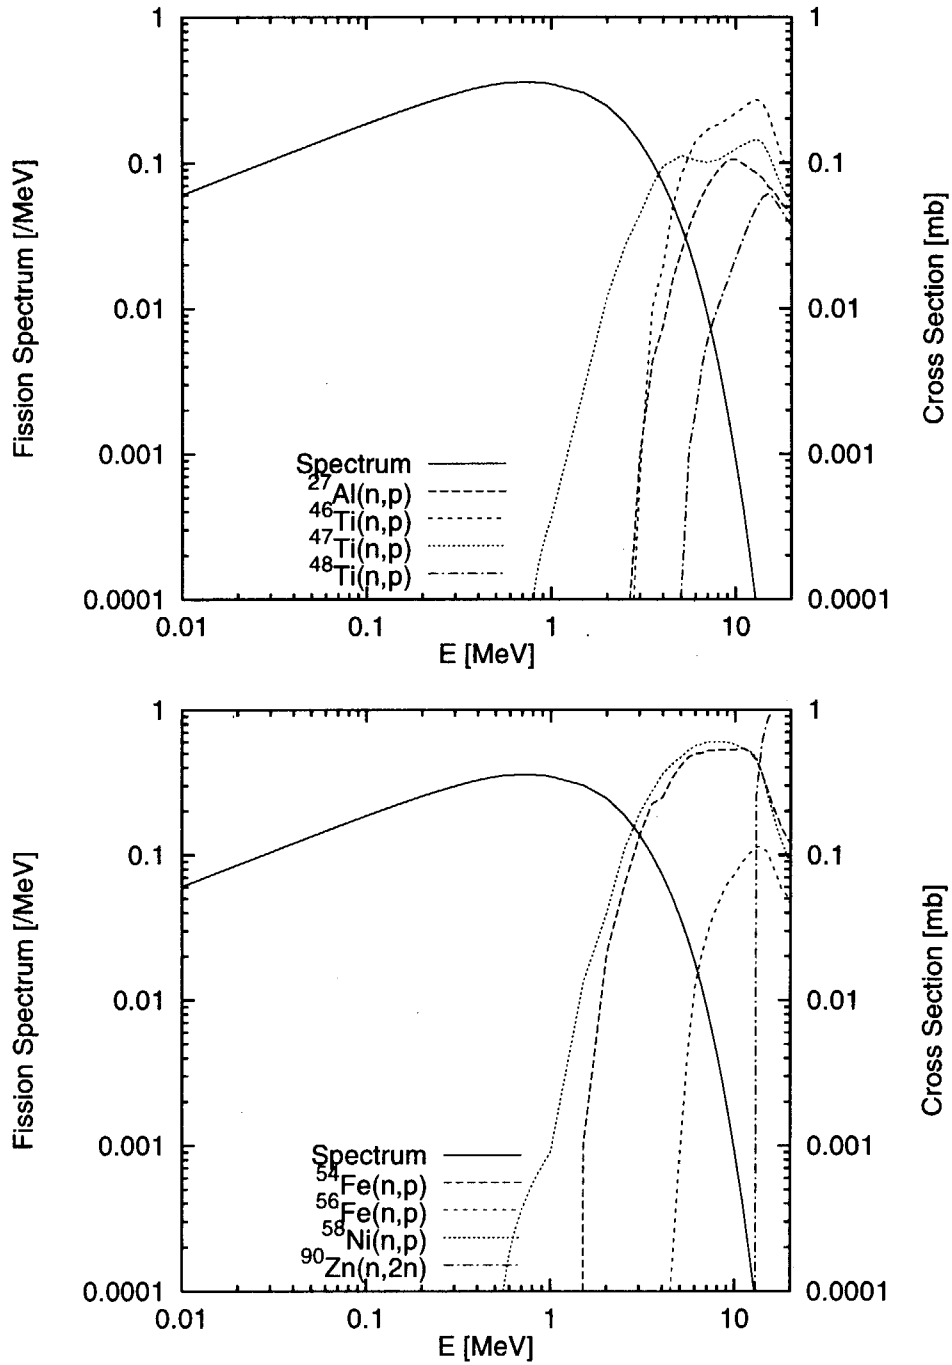 1
0.1
0.01
0.001
0.0001
Fission Spectrum [/MeV]
1
0.1
0.01
0.001
0.0001
Cross Section [mb]
Spectrum
27Al(n,p)
46Ti(n,p)
47Ti(n,p)
48Ti(n,p)
0.01 0.1 1 10
E [MeV]
1
0.1
0.01
0.001
0.0001
Fission Spectrum [/MeV]
1
0.1
0.01
0.001
0.0001
Cross Section [mb]
Spectrum
54Fe(n,p)
56Fe(n,p)
58Ni(n,p)
90Zn(n,2n)
0.01 0.1 1 10
E [MeV]